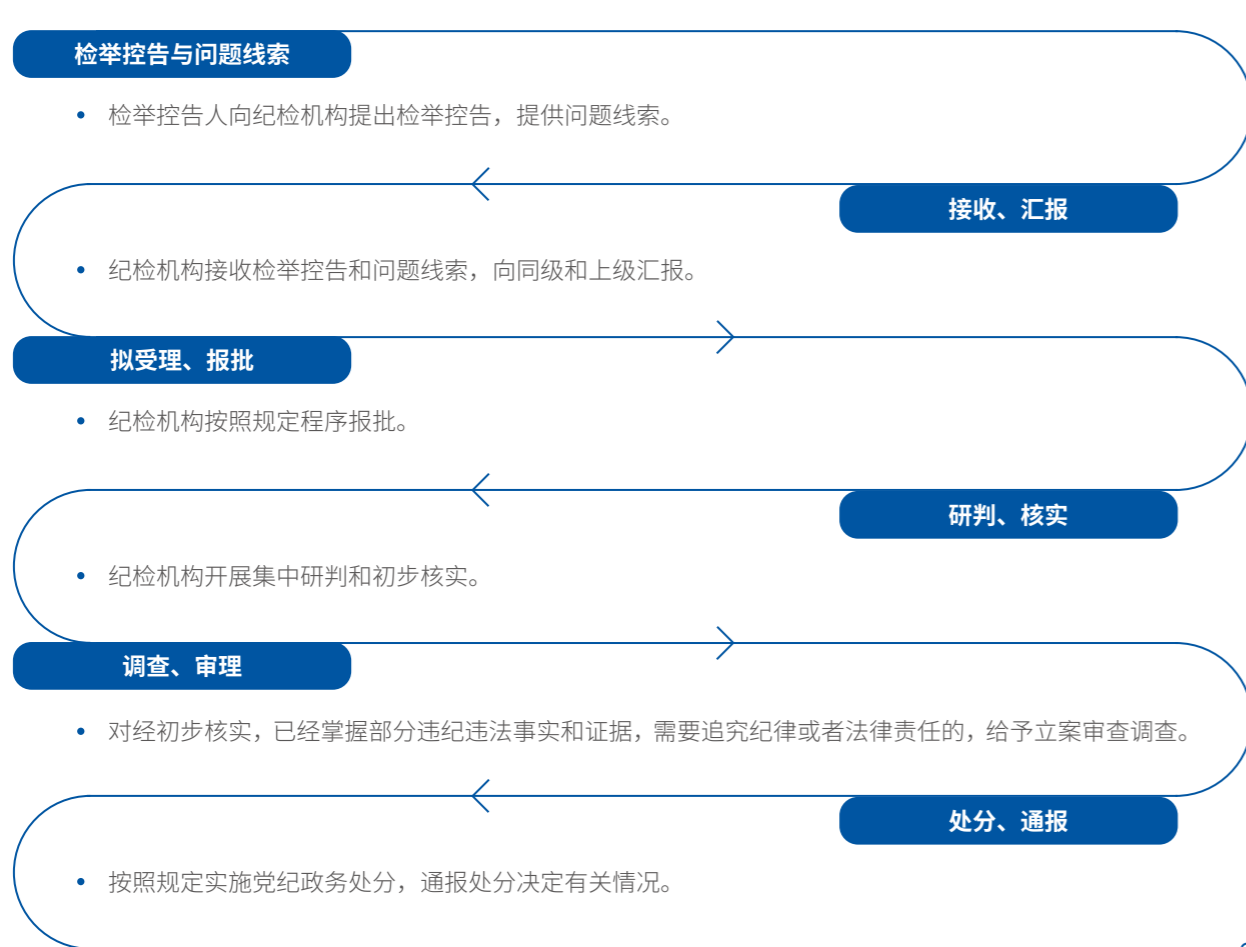 检举控告与问题线索
• 检举控告人向纪检机构提出检举控告，提供问题线索。
接收、汇报
• 纪检机构接收检举控告和问题线索，向同级和上级汇报。
拟受理、报批
• 纪检机构按照规定程序报批。
研判、核实
• 纪检机构开展集中研判和初步核实。
调查、审理
• 对经初步核实，已经掌握部分违纪违法事实和证据，需要追究纪律或者法律责任的，给予立案审查调查。
处分、通报
• 按照规定实施党纪政务处分，通报处分决定有关情况。